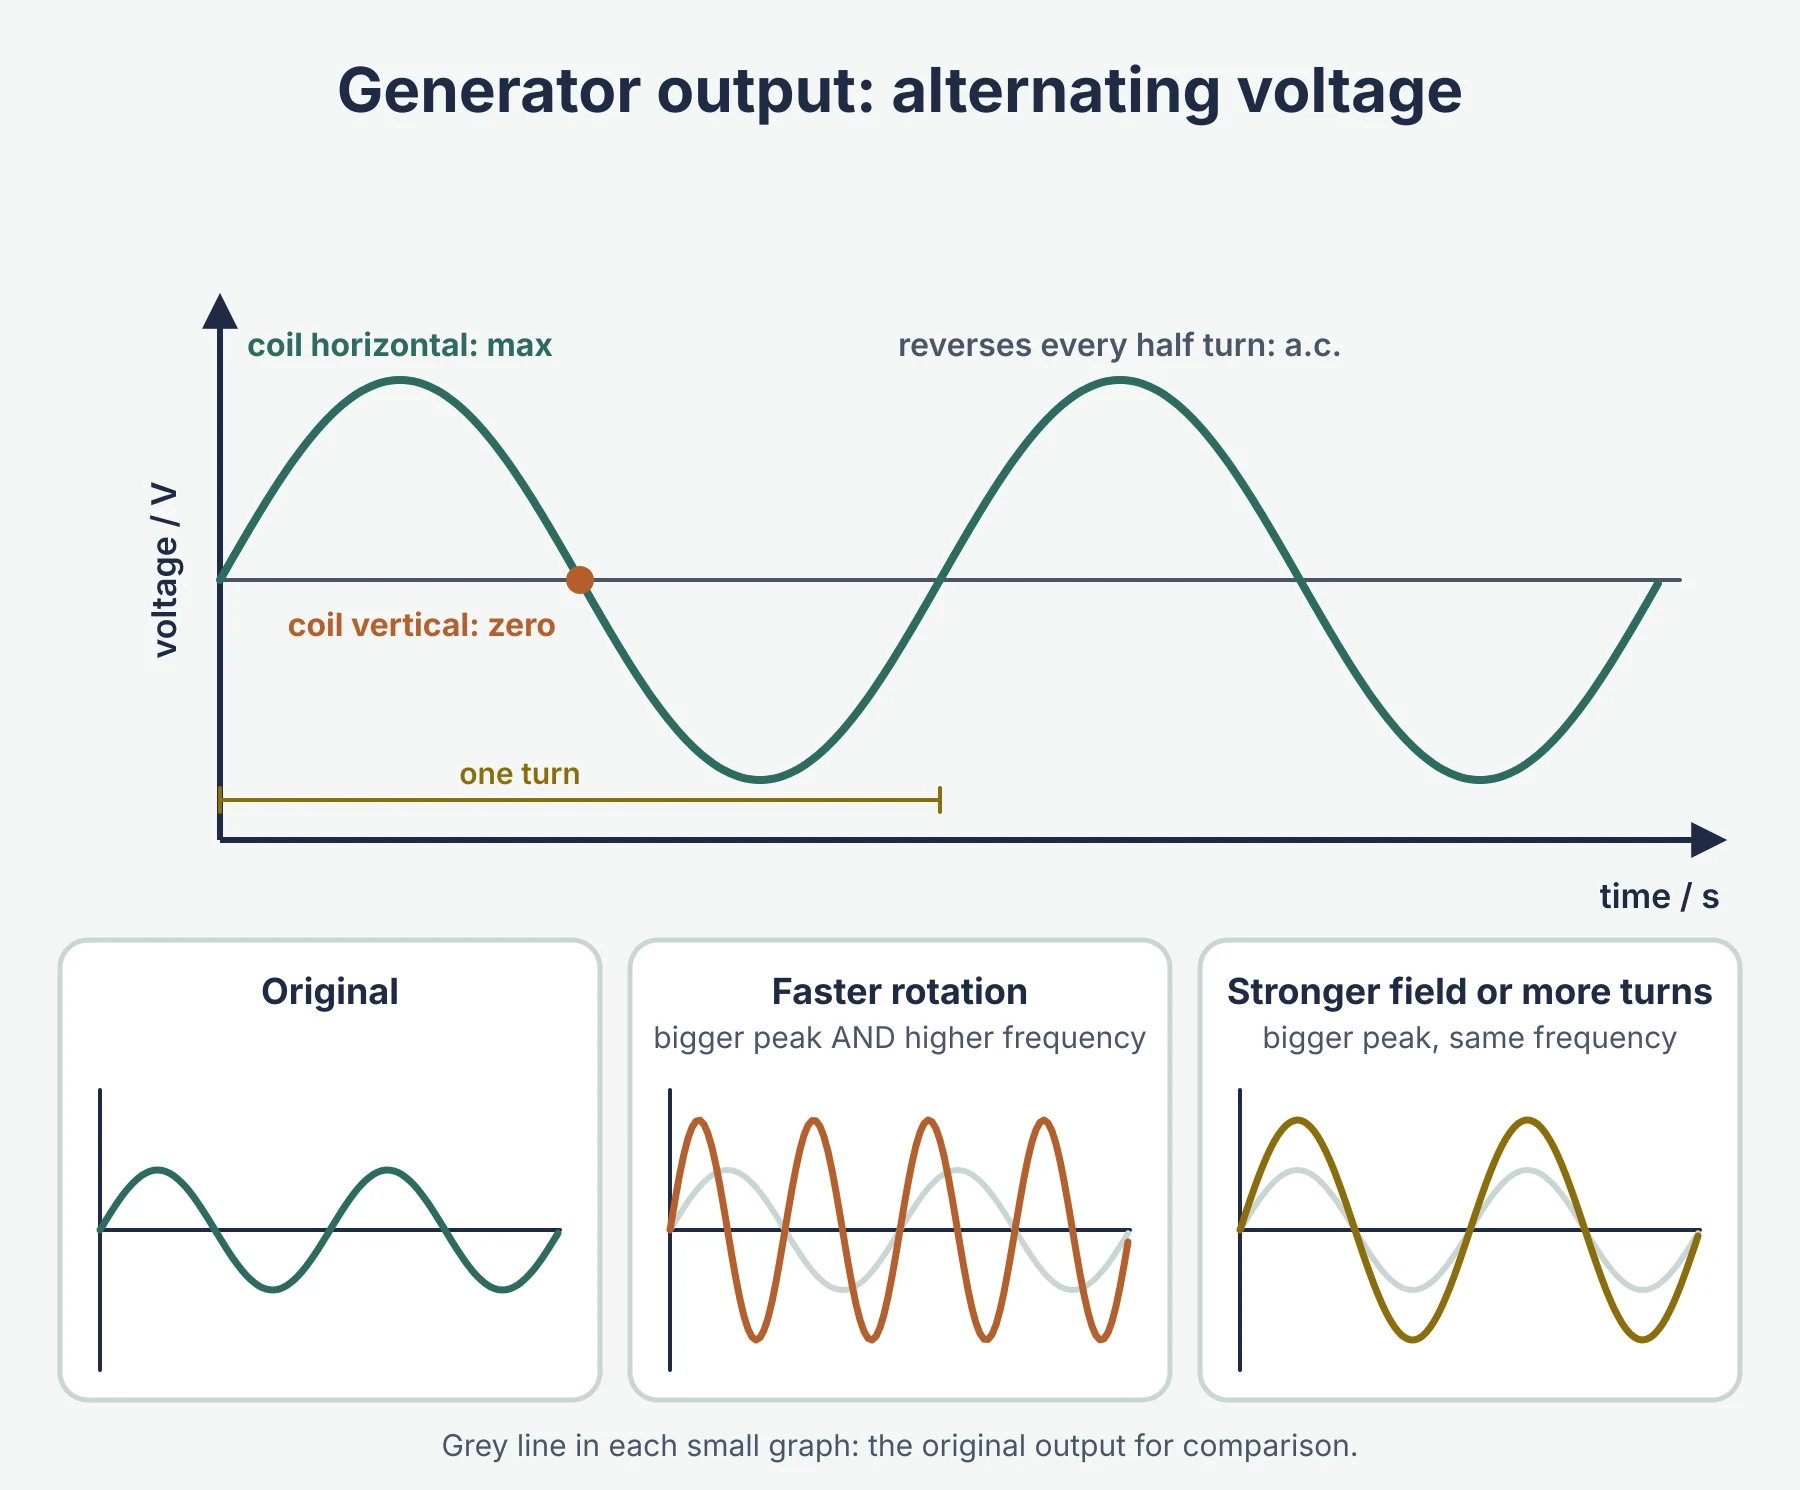 Generator output: alternating voltage
coil horizontal: max
reverses every half turn: a.c.
voltage / V
coil vertical: zero
one turn
time / s
Original
Faster rotation
bigger peak AND higher frequency
Stronger field or more turns
bigger peak, same frequency
Grey line in each small graph: the original output for comparison.